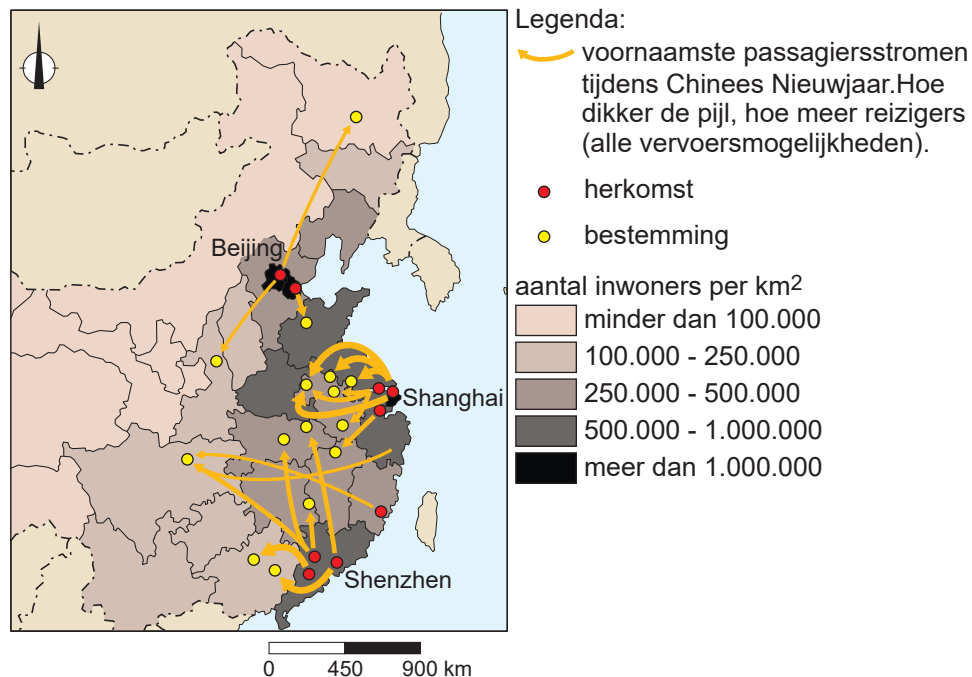 Legenda:
voornaamste passagiersstromen
tijdens Chinees Nieuwjaar.Hoe
dikker de pijl, hoe meer reizigers
(alle vervoersmogelijkheden).
herkomst
bestemming
aantal inwoners per km2
minder dan 100.000
100.000 - 250.000
250.000 - 500.000
500.000 - 1.000.000
meer dan 1.000.000
Beijing
Shanghai
Shenzhen
0 450 900 km